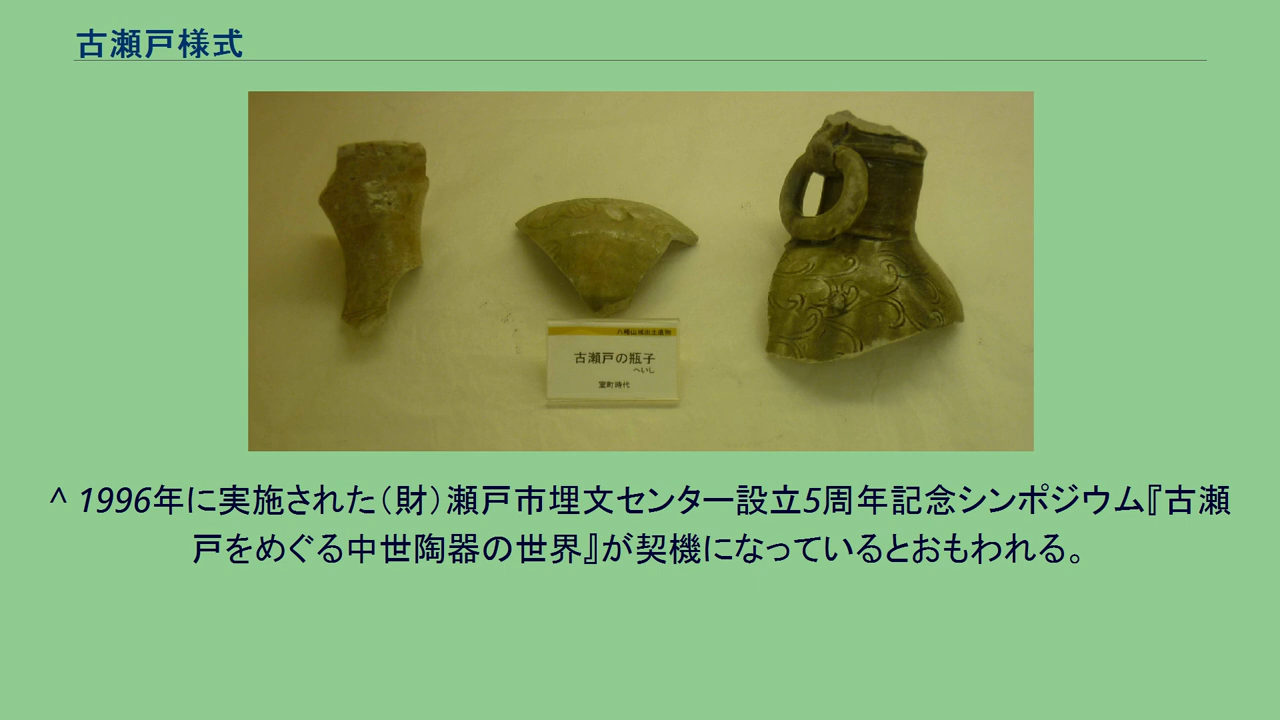 古瀬戸様式
八幡山城出土遺物
古瀬戸の瓶子
へいし
室町時代
^ 1996年に実施された（財）瀬戸市埋文センター設立5周年記念シンポジウム『古瀬
戸をめぐる中世陶器の世界』が契機になっているとおもわれる。